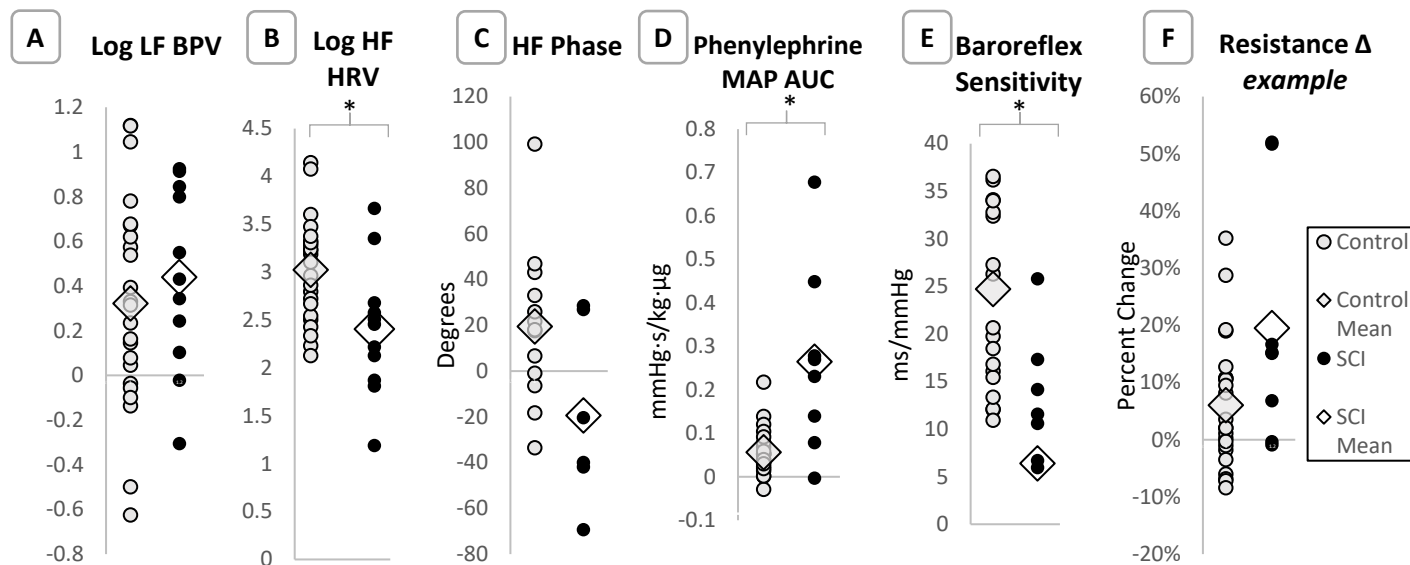 A
Log LF BPV
1.2
1
0.8
0.6
0.4
0.2
0
-0.2
-0.4
-0.6
-0.8
B
Log HF
HRV
*
4.5
4
3.5
3
2.5
2
1.5
1
0.5
0
C
HF Phase
Degrees
120
100
80
60
40
20
0
-20
-40
-60
-80
D
Phenylephrine
MAP AUC
*
mmHg·s/kg·µg
0.8
0.7
0.6
0.5
0.4
0.3
0.2
0.1
0
-0.1
E
Baroreflex
Sensitivity
*
ms/mmHg
40
35
30
25
20
15
10
5
0
F
Resistance Δ
example
Percent Change
60%
50%
40%
30%
20%
10%
0%
-10%
-20%
Control
Control
Mean
SCI
SCI
Mean